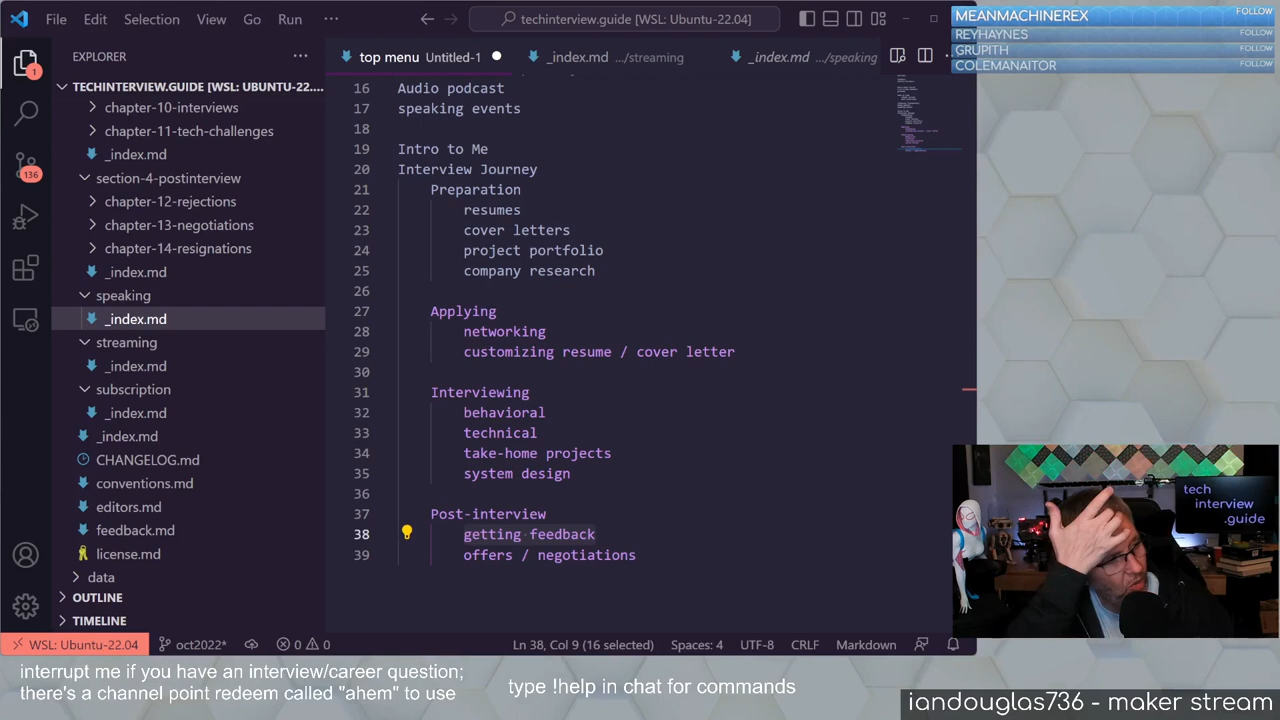 File Edit Selection View Go Run ···
techinterview.guide [WSL: Ubuntu-22.04]
MEANMACHINEREX FOLLOW
REYHAYNES FOLLOW
GRUPITH FOLLOW
COLEMANAITOR FOLLOW
EXPLORER ···
top menu Untitled-1
_index.md .../streaming
_index.md .../speaking
1
136
TECHINTERVIEW.GUIDE [WSL: UBUNTU-22....
chapter-10-interviews
chapter-11-tech-challenges
_index.md
section-4-postinterview
chapter-12-rejections
chapter-13-negotiations
chapter-14-resignations
_index.md
speaking
_index.md
streaming
_index.md
subscription
_index.md
_index.md
CHANGELOG.md
conventions.md
editors.md
feedback.md
license.md
data
OUTLINE
TIMELINE
16 Audio podcast
17 speaking events
18
19 Intro to Me
20 Interview Journey
21 Preparation
22 resumes
23 cover letters
24 project portfolio
25 company research
26
27 Applying
28 networking
29 customizing resume / cover letter
30
31 Interviewing
32 behavioral
33 technical
34 take-home projects
35 system design
36
37 Post-interview
38 getting feedback
39 offers / negotiations
tech
interview
.guide
WSL: Ubuntu-22.04 oct2022* 0 0 Ln 38, Col 9 (16 selected) Spaces: 4 UTF-8 CRLF Markdown
interrupt me if you have an interview/career question;
there's a channel point redeem called "ahem" to use
type !help in chat for commands
iandouglas736 - maker stream